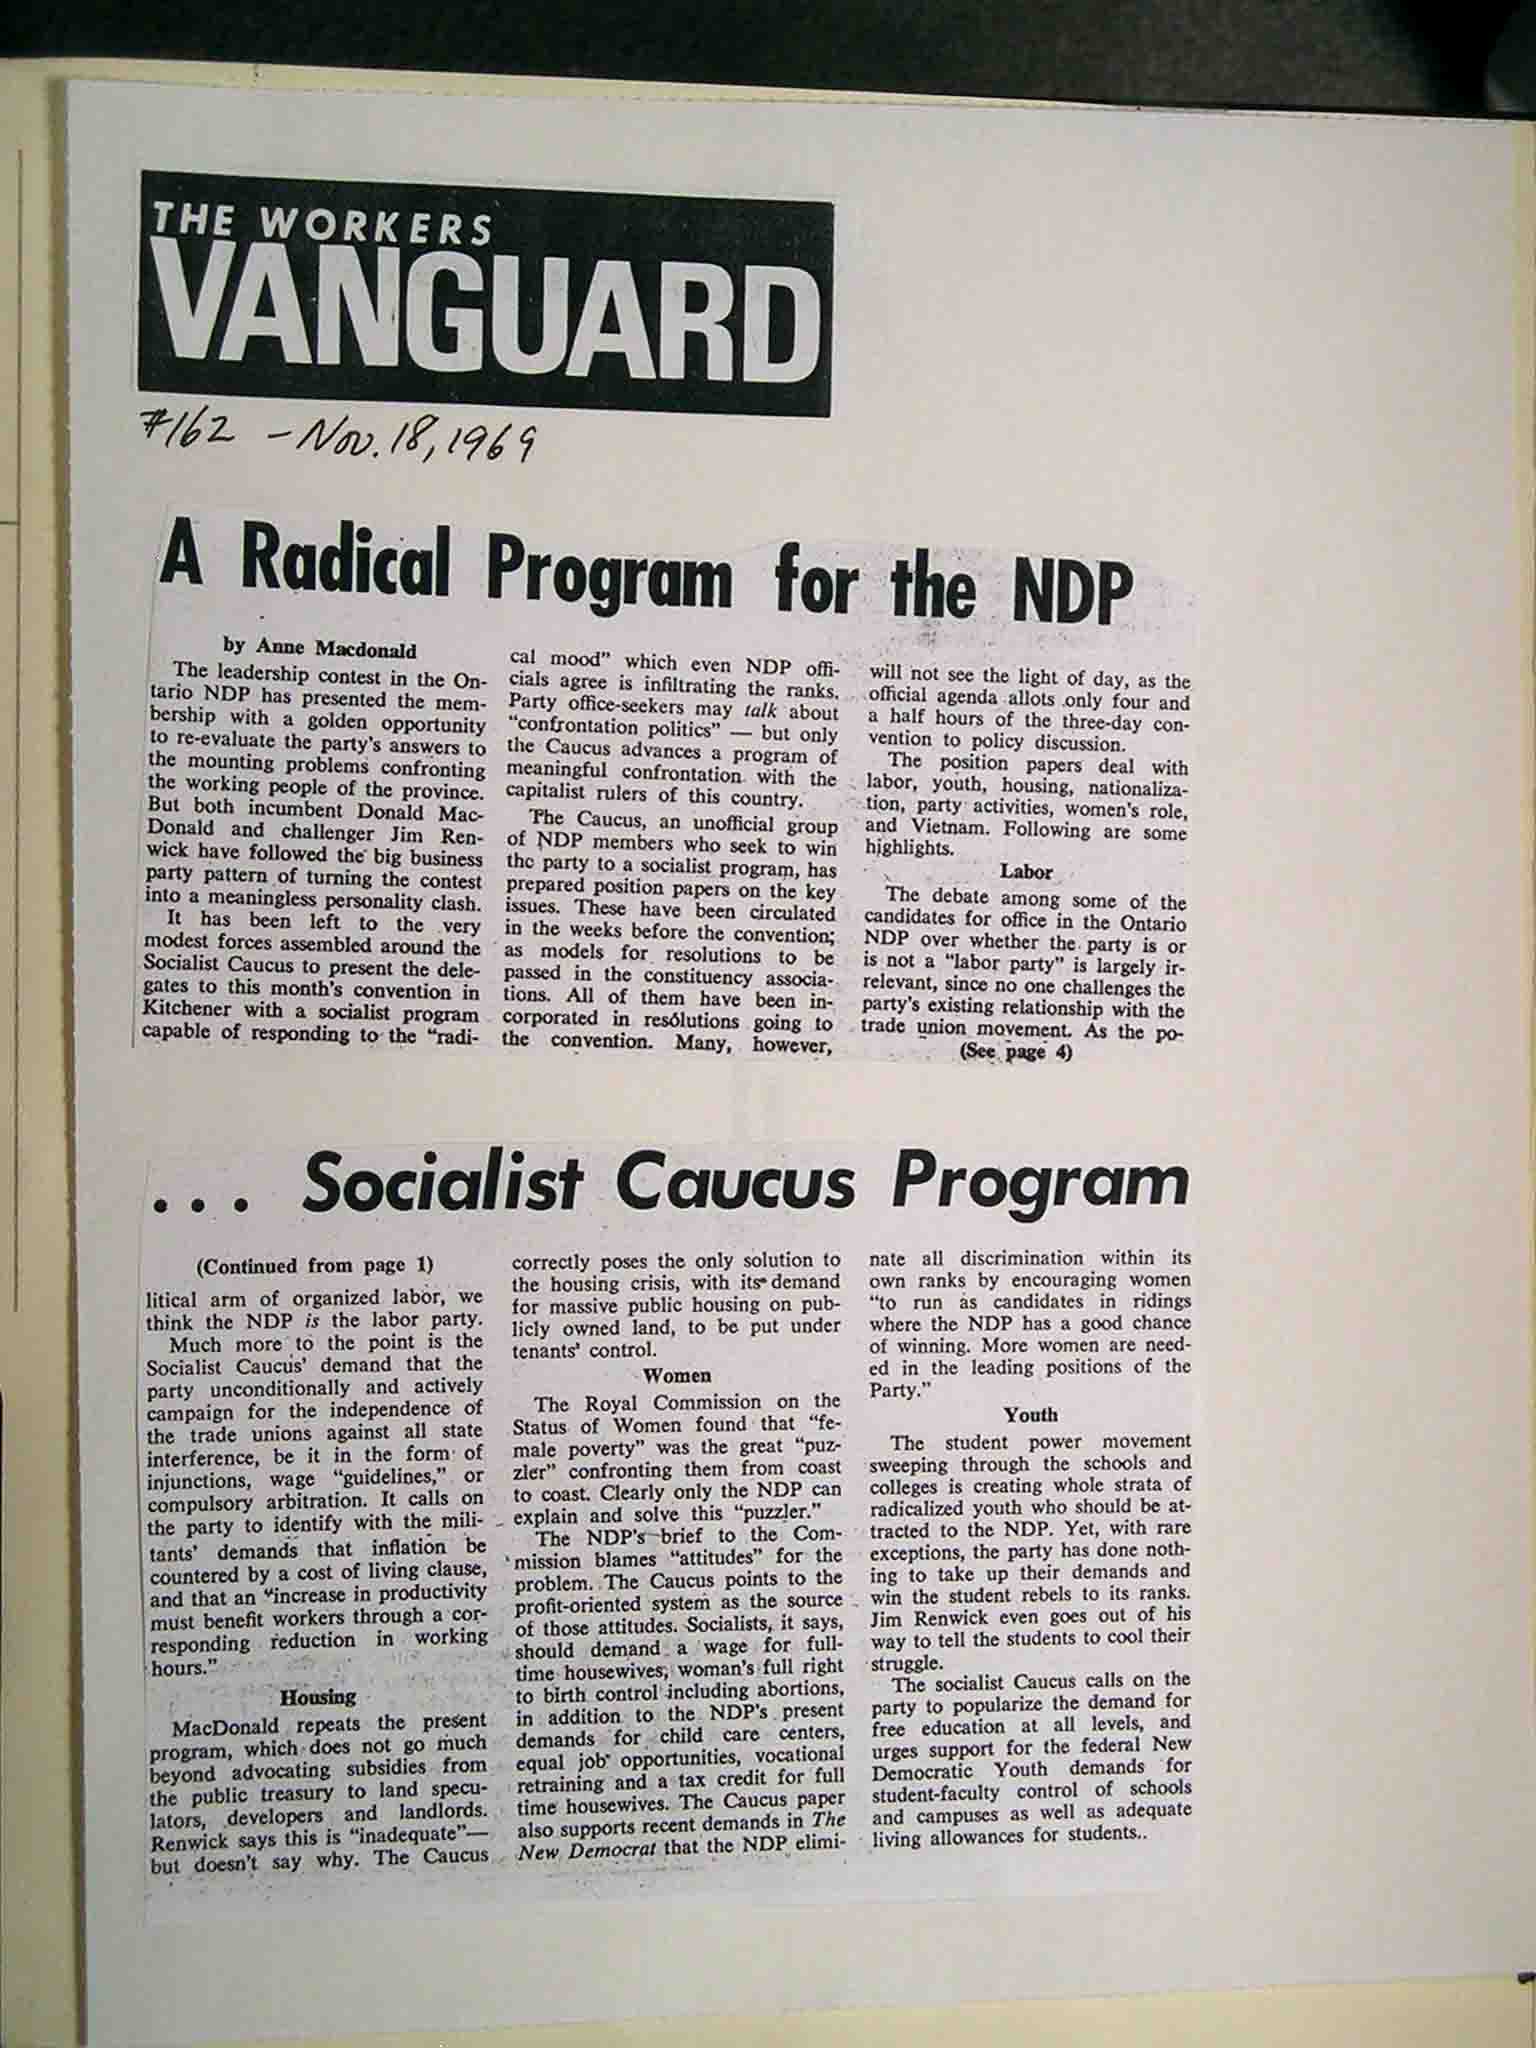 THE WORKERS
VANGUARD
#162 - Nov. 18, 1969
A Radical Program for the NDP
by Anne Macdonald
The leadership contest in the On-
tario NDP has presented the mem-
bership with a golden opportunity
to re-evaluate the party's answers to
the mounting problems confronting
the working people of the province.
But both incumbent Donald Mac-
Donald and challenger Jim Ren-
wick have followed the big business
party pattern of turning the contest
into a meaningless personality clash.
It has been left to the very
modest forces assembled around the
Socialist Caucus to present the dele-
gates to this month's convention in
Kitchener with a socialist program
capable of responding to the "radi-
cal mood" which even NDP offi-
cials agree is infiltrating the ranks.
Party office-seekers may talk about
"confrontation politics" — but only
the Caucus advances a program of
meaningful confrontation with the
capitalist rulers of this country.
The Caucus, an unofficial group
of NDP members who seek to win
the party to a socialist program, has
prepared position papers on the key
issues. These have been circulated
in the weeks before the convention;
as models for resolutions to be
passed in the constituency associa-
tions. All of them have been in-
corporated in resolutions going to
the convention. Many, however,
will not see the light of day, as the
official agenda allots only four and
a half hours of the three-day con-
vention to policy discussion.
The position papers deal with
labor, youth, housing, nationaliza-
tion, party activities, women's role,
and Vietnam. Following are some
highlights.
Labor
The debate among some of the
candidates for office in the Ontario
NDP over whether the party is or
is not a "labor party" is largely ir-
relevant, since no one challenges the
party's existing relationship with the
trade union movement. As the po-
(See page 4)
... Socialist Caucus Program
(Continued from page 1)
litical arm of organized labor, we
think the NDP is the labor party.
Much more to the point is the
Socialist Caucus' demand that the
party unconditionally and actively
campaign for the independence of
the trade unions against all state
interference, be it in the form of
injunctions, wage "guidelines," or
compulsory arbitration. It calls on
the party to identify with the mili-
tants' demands that inflation be
countered by a cost of living clause,
and that an "increase in productivity
must benefit workers through a cor-
responding reduction in working
hours."
Housing
MacDonald repeats the present
program, which does not go much
beyond advocating subsidies from
the public treasury to land specu-
lators, developers and landlords.
Renwick says this is "inadequate"—
but doesn't say why. The Caucus
correctly poses the only solution to
the housing crisis, with its demand
for massive public housing on pub-
licly owned land, to be put under
tenants' control.
Women
The Royal Commission on the
Status of Women found that "fe-
male poverty" was the great "puz-
zler" confronting them from coast
to coast. Clearly only the NDP can
explain and solve this "puzzler."
The NDP's brief to the Com-
mission blames "attitudes" for the
problem. The Caucus points to the
profit-oriented system as the source
of those attitudes. Socialists, it says,
should demand a wage for full-
time housewives, woman's full right
to birth control including abortions,
in addition to the NDP's present
demands for child care centers,
equal job opportunities, vocational
retraining and a tax credit for full
time housewives. The Caucus paper
also supports recent demands in The
New Democrat that the NDP elimi-
nate all discrimination within its
own ranks by encouraging women
"to run as candidates in ridings
where the NDP has a good chance
of winning. More women are need-
ed in the leading positions of the
Party."
Youth
The student power movement
sweeping through the schools and
colleges is creating whole strata of
radicalized youth who should be at-
tracted to the NDP. Yet, with rare
exceptions, the party has done noth-
ing to take up their demands and
win the student rebels to its ranks.
Jim Renwick even goes out of his
way to tell the students to cool their
struggle.
The socialist Caucus calls on the
party to popularize the demand for
free education at all levels, and
urges support for the federal New
Democratic Youth demands for
student-faculty control of schools
and campuses as well as adequate
living allowances for students..